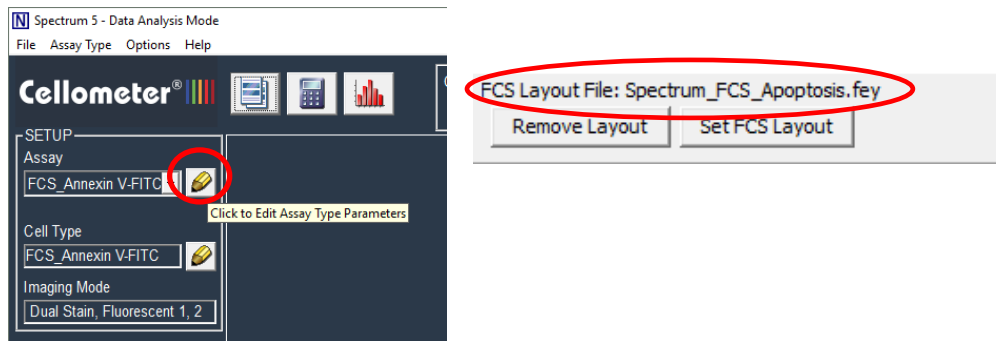 Spectrum 5 - Data Analysis Mode
File Assay Type Options Help
Cellometer®
SETUP
Assay
FCS_Annexin V-FITC
Click to Edit Assay Type Parameters
Cell Type
FCS_Annexin V-FITC
Imaging Mode
Dual Stain, Fluorescent 1, 2
FCS Layout File: Spectrum_FCS_Apoptosis.fey
Remove Layout Set FCS Layout